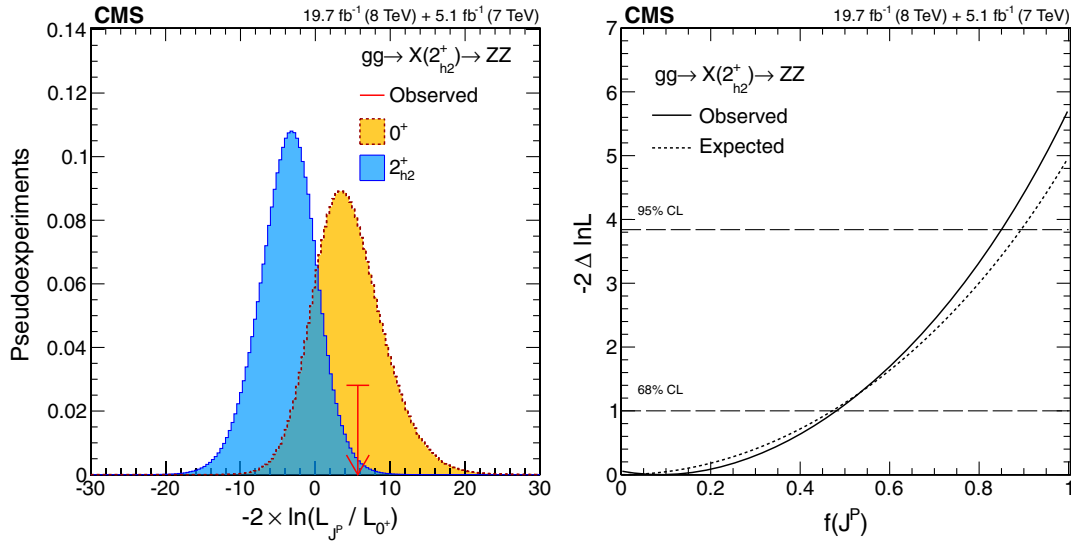 CMS 19.7 fb⁻¹ (8 TeV) + 5.1 fb⁻¹ (7 TeV)
gg→ X(2⁺ₕ₂)→ ZZ
Observed
0⁺
2⁺ₕ₂
Pseudoexperiments
0.14
0.12
0.1
0.08
0.06
0.04
0.02
0
-30 -20 -10 0 10 20 30
-2 × ln(L_{J^P} / L_{0⁺})
CMS 19.7 fb⁻¹ (8 TeV) + 5.1 fb⁻¹ (7 TeV)
gg→ X(2⁺ₕ₂)→ ZZ
Observed
Expected
95% CL
68% CL
-2 Δ lnL
7
6
5
4
3
2
1
0
0 0.2 0.4 0.6 0.8 1
f(J^P)